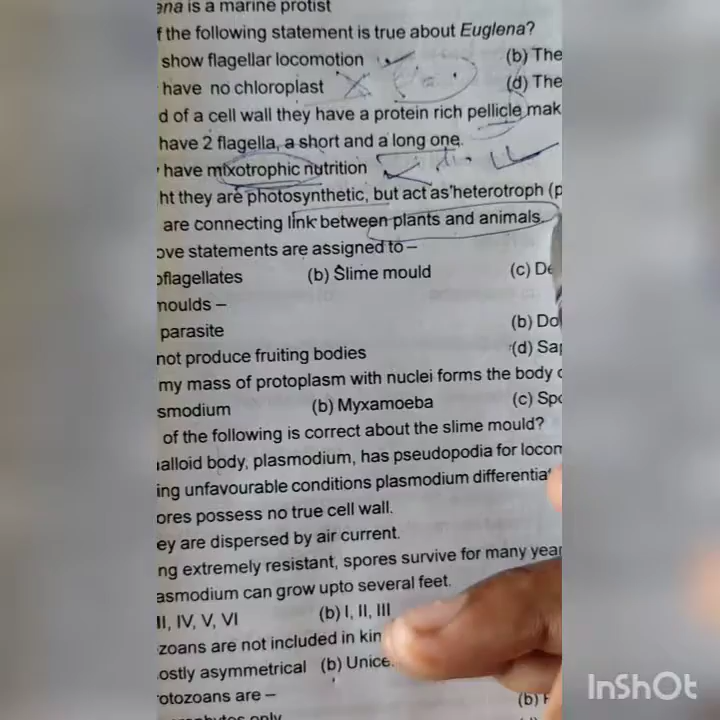 ena is a marine protist
f the following statement is true about Euglena?
show flagellar locomotion (b) The
have no chloroplast (d) The
d of a cell wall they have a protein rich pellicle mak
have 2 flagella, a short and a long one.
have mixotrophic nutrition
ht they are photosynthetic, but act as heterotroph (p
are connecting link between plants and animals.
ove statements are assigned to –
oflagellates (b) Slime mould (c) De
moulds –
parasite (b) Do
not produce fruiting bodies (d) Sap
my mass of protoplasm with nuclei forms the body o
smodium (b) Myxamoeba (c) Spo
of the following is correct about the slime mould?
alloid body, plasmodium, has pseudopodia for locom
ing unfavourable conditions plasmodium differentiat
ores possess no true cell wall.
ey are dispersed by air current.
ng extremely resistant, spores survive for many year
asmodium can grow upto several feet.
II, IV, V, VI (b) I, II, III
zoans are not included in kin
ostly asymmetrical (b) Unice
otozoans are –
(b) F
InShOt